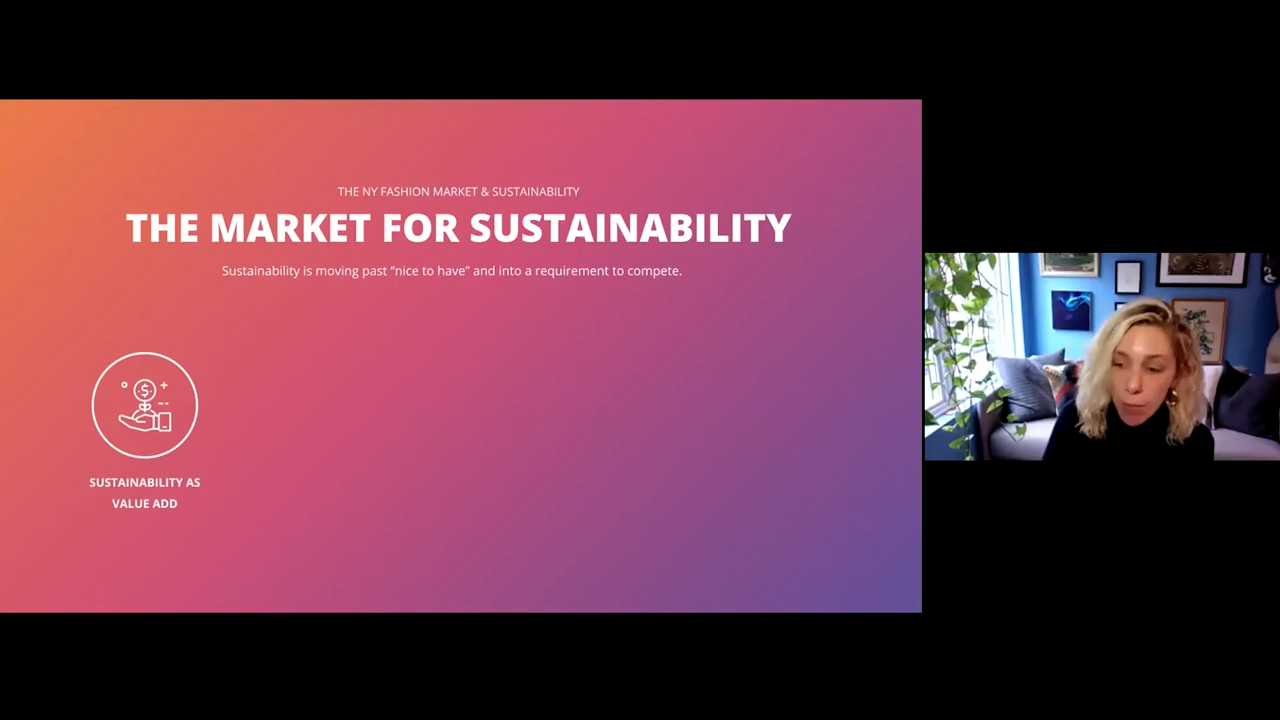 THE NY FASHION MARKET & SUSTAINABILITY
THE MARKET FOR SUSTAINABILITY
Sustainability is moving past “nice to have” and into a requirement to compete.
$
SUSTAINABILITY AS
VALUE ADD